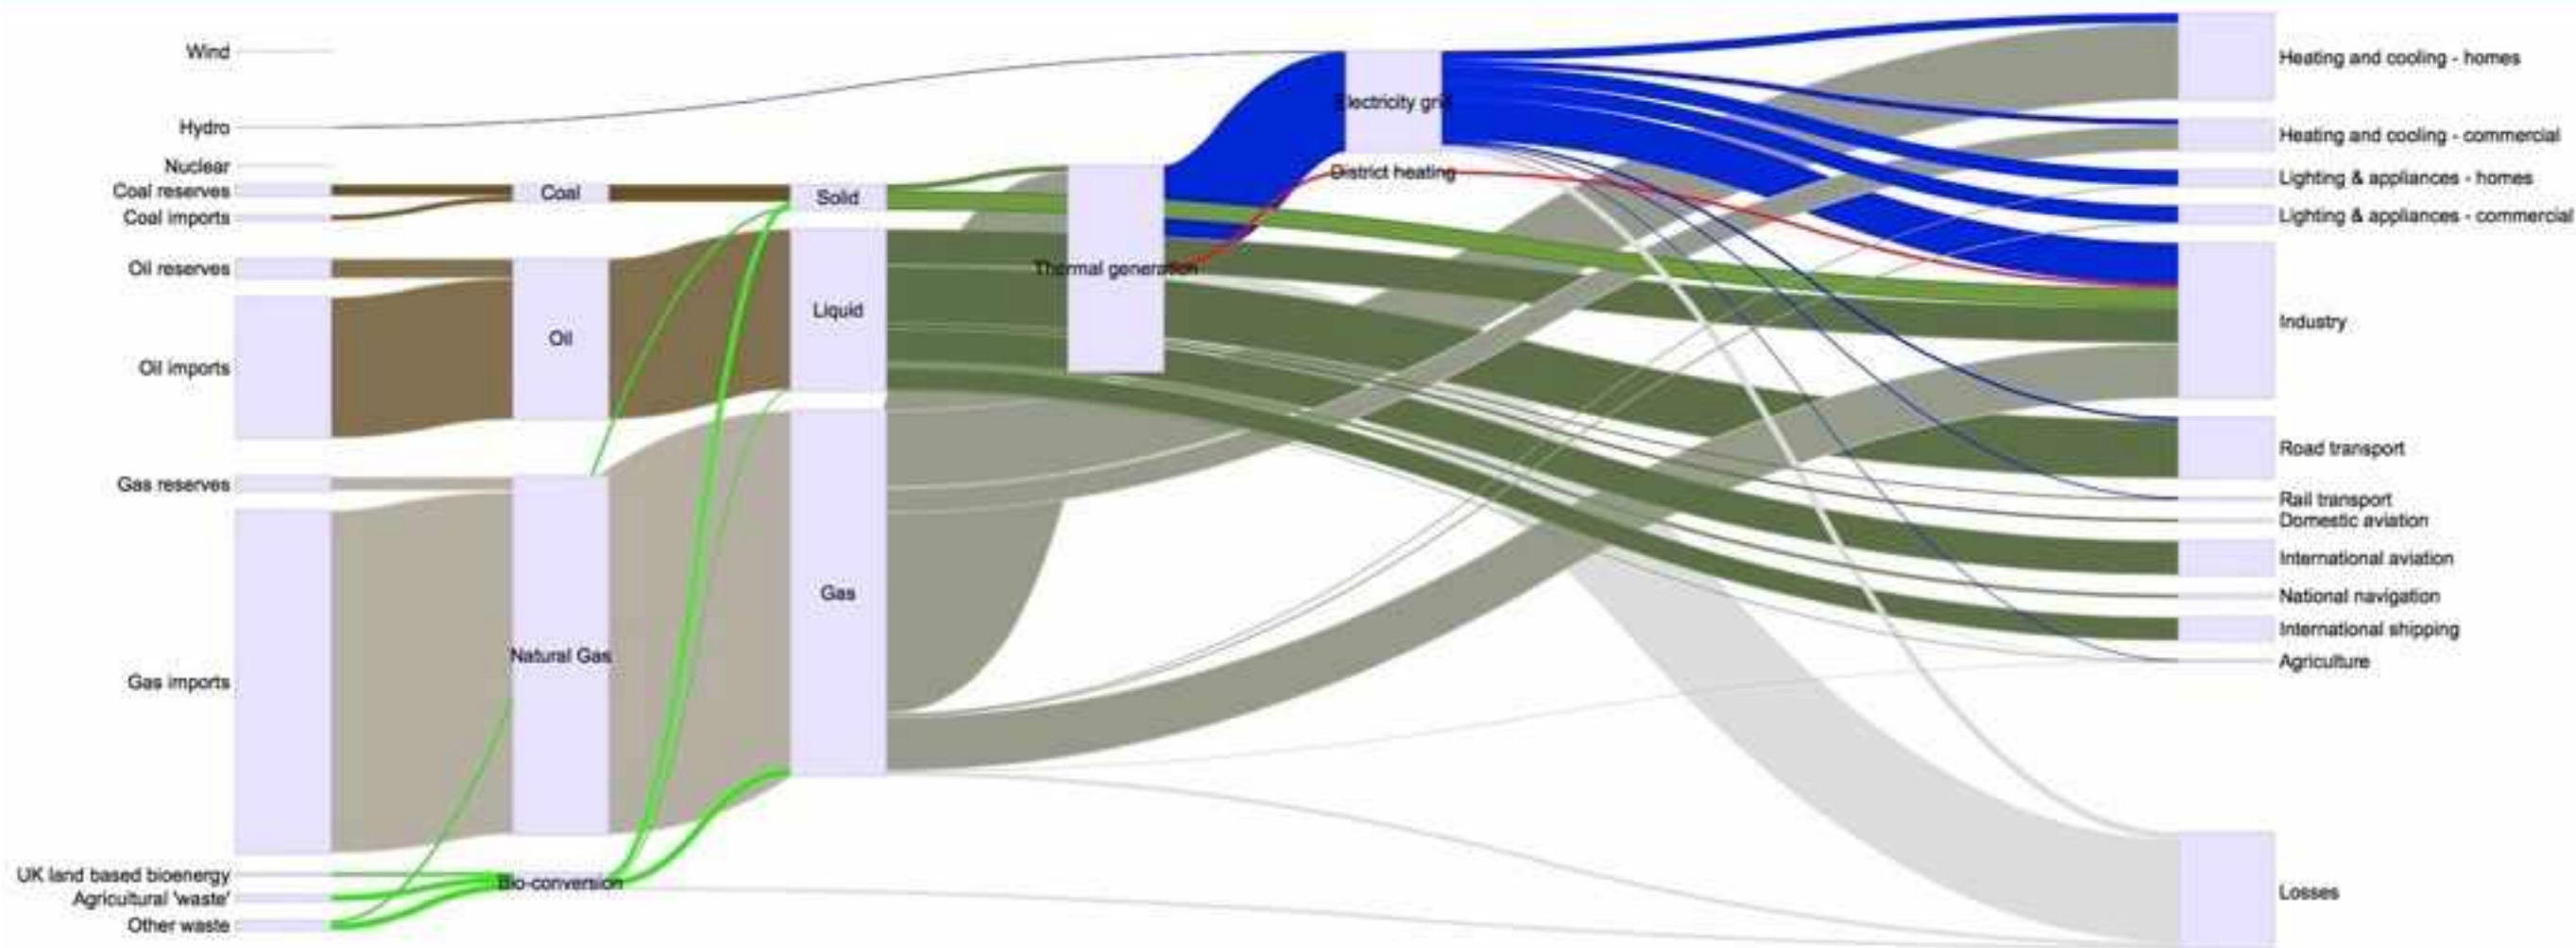 Wind
Hydro
Nuclear
Coal reserves
Coal imports
Oil reserves
Oil imports
Gas reserves
Gas imports
UK land based bioenergy
Agricultural 'waste'
Other waste
Coal
Oil
Natural Gas
Bio-conversion
Solid
Liquid
Gas
Thermal generation
Electricity grid
District heating
Heating and cooling - homes
Heating and cooling - commercial
Lighting & appliances - homes
Lighting & appliances - commercial
Industry
Road transport
Rail transport
Domestic aviation
International aviation
National navigation
International shipping
Agriculture
Losses